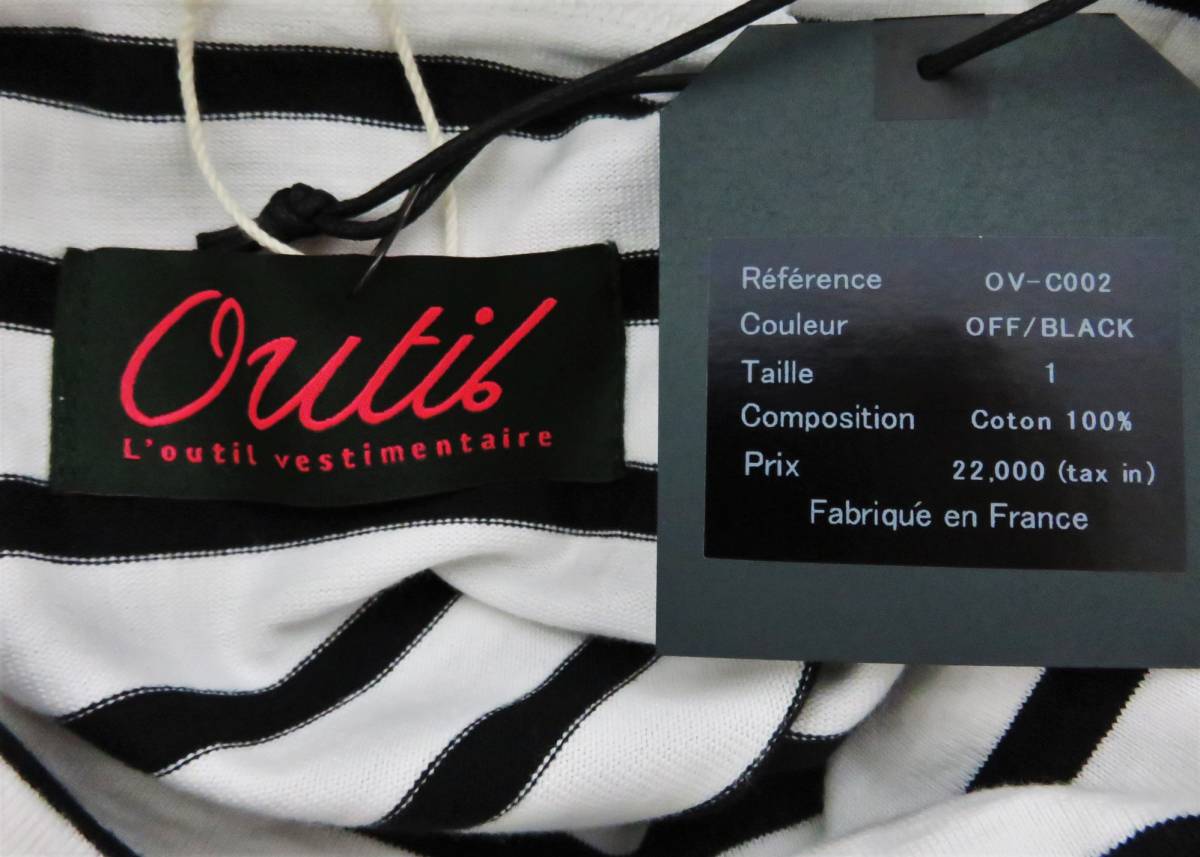 Outil
L'outil vestimentaire
Référence OV-C002
Couleur OFF/BLACK
Taille 1
Composition Coton 100%
Prix 22,000 (tax in)
Fabriqué en France